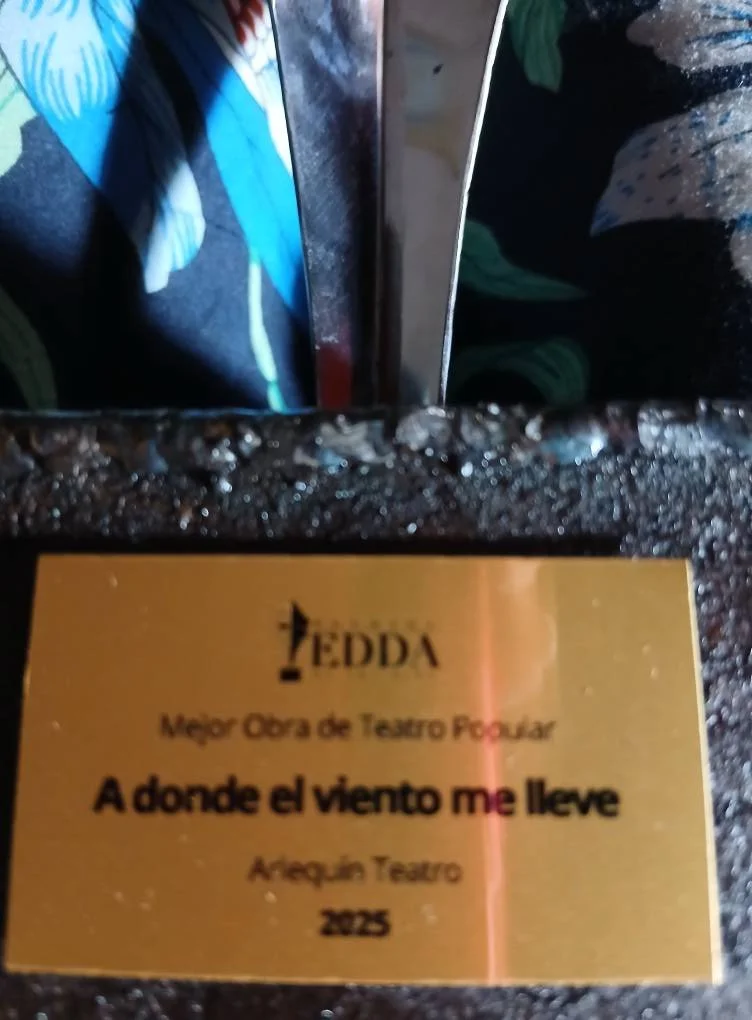 EDDA
Mejor Obra de Teatro Popular
A donde el viento me lleve
Arlequín Teatro
2025